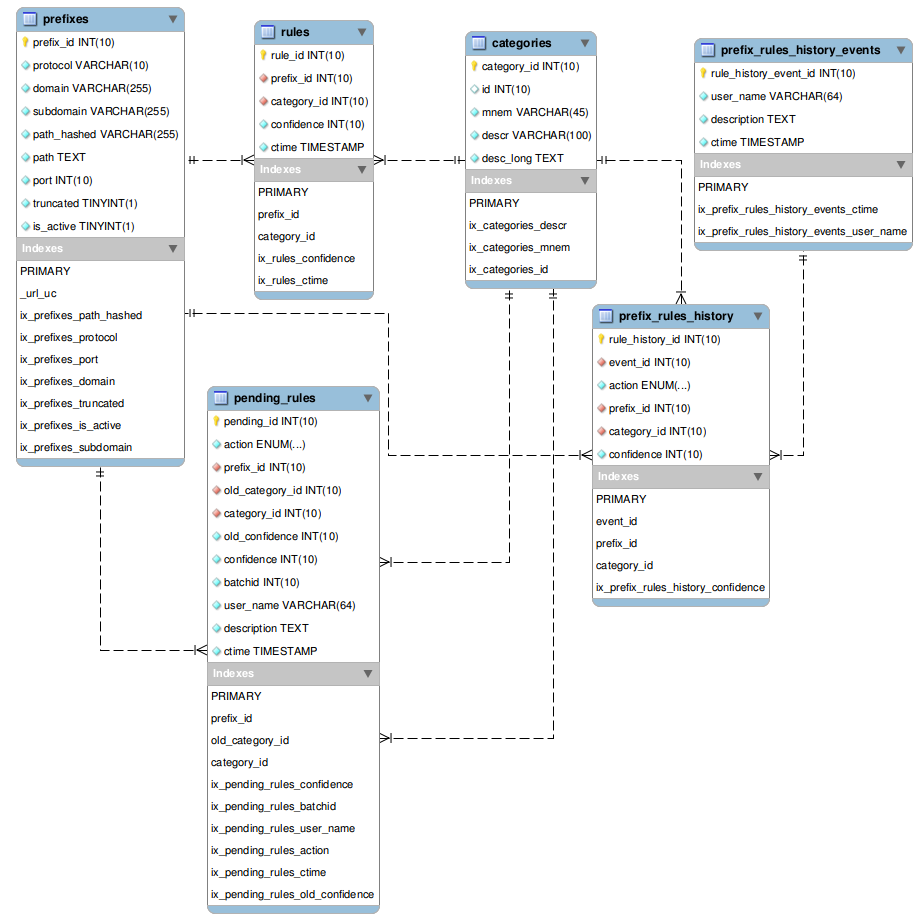 prefixes
prefix_id INT(10)
protocol VARCHAR(10)
domain VARCHAR(255)
subdomain VARCHAR(255)
path_hashed VARCHAR(255)
path TEXT
port INT(10)
truncated TINYINT(1)
is_active TINYINT(1)
Indexes
PRIMARY
_url_uc
ix_prefixes_path_hashed
ix_prefixes_protocol
ix_prefixes_port
ix_prefixes_domain
ix_prefixes_truncated
ix_prefixes_is_active
ix_prefixes_subdomain
rules
rule_id INT(10)
prefix_id INT(10)
category_id INT(10)
confidence INT(10)
ctime TIMESTAMP
Indexes
PRIMARY
prefix_id
category_id
ix_rules_confidence
ix_rules_ctime
categories
category_id INT(10)
id INT(10)
mnem VARCHAR(45)
descr VARCHAR(100)
desc_long TEXT
Indexes
PRIMARY
ix_categories_descr
ix_categories_mnem
ix_categories_id
prefix_rules_history_events
rule_history_event_id INT(10)
user_name VARCHAR(64)
description TEXT
ctime TIMESTAMP
Indexes
PRIMARY
ix_prefix_rules_history_events_ctime
ix_prefix_rules_history_events_user_name
prefix_rules_history
rule_history_id INT(10)
event_id INT(10)
action ENUM(...)
prefix_id INT(10)
category_id INT(10)
confidence INT(10)
Indexes
PRIMARY
event_id
prefix_id
category_id
ix_prefix_rules_history_confidence
pending_rules
pending_id INT(10)
action ENUM(...)
prefix_id INT(10)
old_category_id INT(10)
category_id INT(10)
old_confidence INT(10)
confidence INT(10)
batchid INT(10)
user_name VARCHAR(64)
description TEXT
ctime TIMESTAMP
Indexes
PRIMARY
prefix_id
old_category_id
category_id
ix_pending_rules_confidence
ix_pending_rules_batchid
ix_pending_rules_user_name
ix_pending_rules_action
ix_pending_rules_ctime
ix_pending_rules_old_confidence